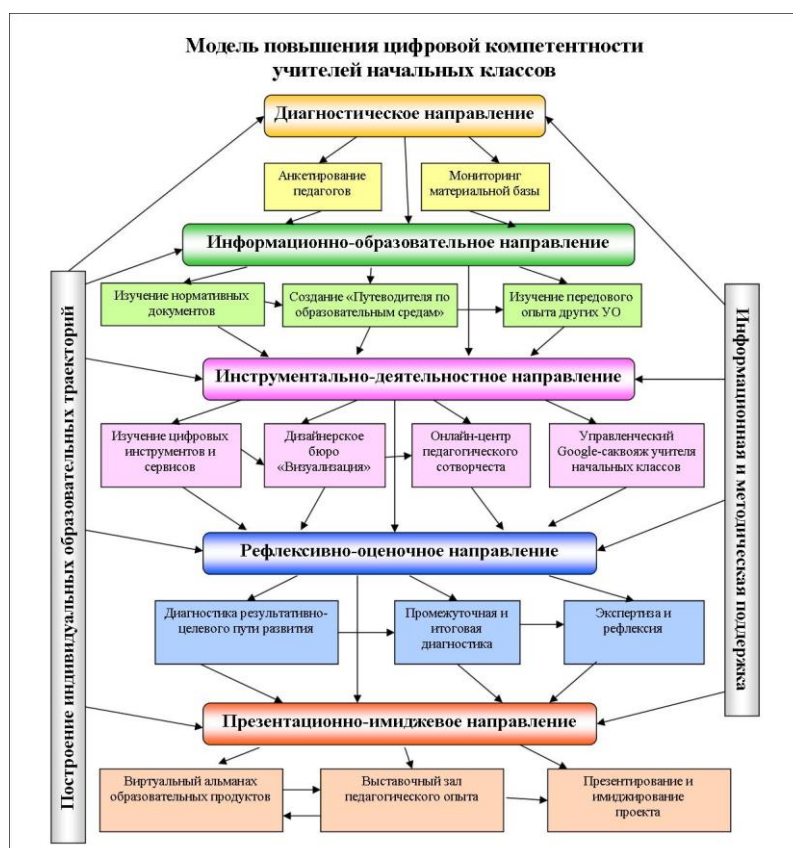 Модель повышения цифровой компетентности
учителей начальных классов
Диагностическое направление
Анкетирование
педагогов
Мониторинг
материальной базы
Информационно-образовательное направление
Изучение нормативных
документов
Создание «Путеводителя по
образовательным средам»
Изучение передового
опыта других УО
Инструментально-деятельностное направление
Изучение цифровых
инструментов и
сервисов
Дизайнерское
бюро
«Визуализация»
Онлайн-центр
педагогического
сотворчеста
Управленческий
Google-саквояж учителя
начальных классов
Рефлексивно-оценочное направление
Диагностика результативно-
целевого пути развития
Промежуточная и
итоговая
диагностика
Экспертиза и
рефлексия
Презентационно-имиджевое направление
Виртуальный альманах
образовательных продуктов
Выставочный зал
педагогического опыта
Презентирование и
имиджирование
проекта
Построение индивидуальных образовательных траекторий
Информационная и методическая поддержка